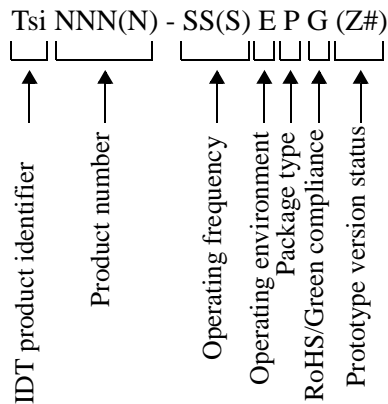 Tsi NNN(N) - SS(S) E P G (Z#)
IDT product identifier
Product number
Operating frequency
Operating environment
Package type
RoHS/Green compliance
Prototype version status